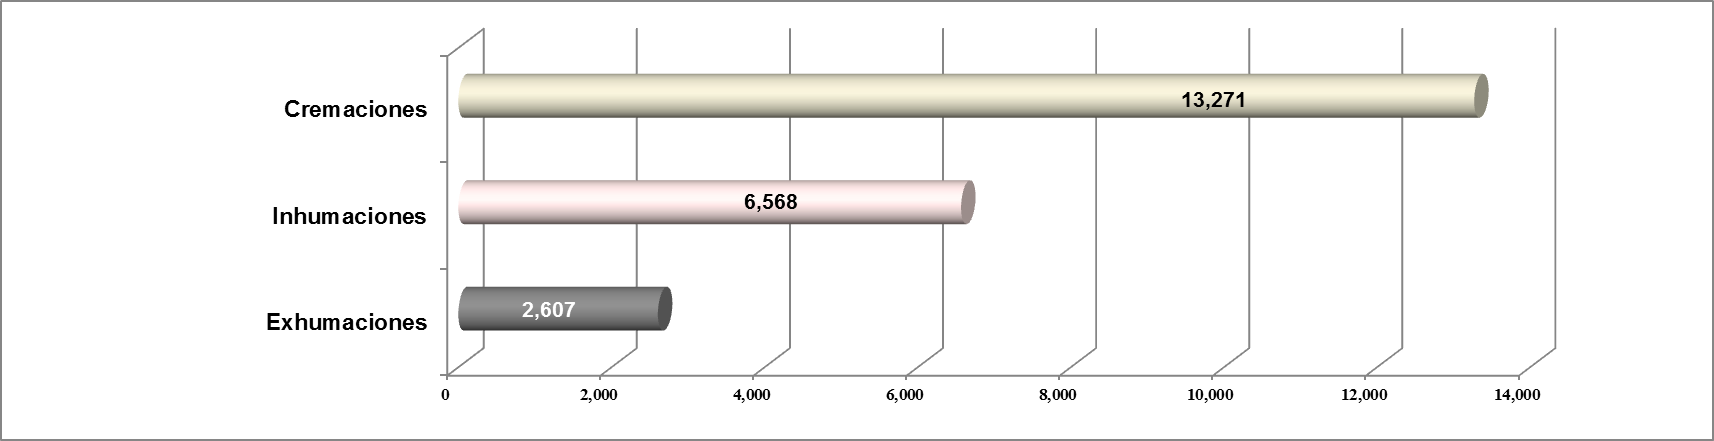 Cremaciones
13,271
Inhumaciones
6,568
Exhumaciones
2,607
0 2,000 4,000 6,000 8,000 10,000 12,000 14,000